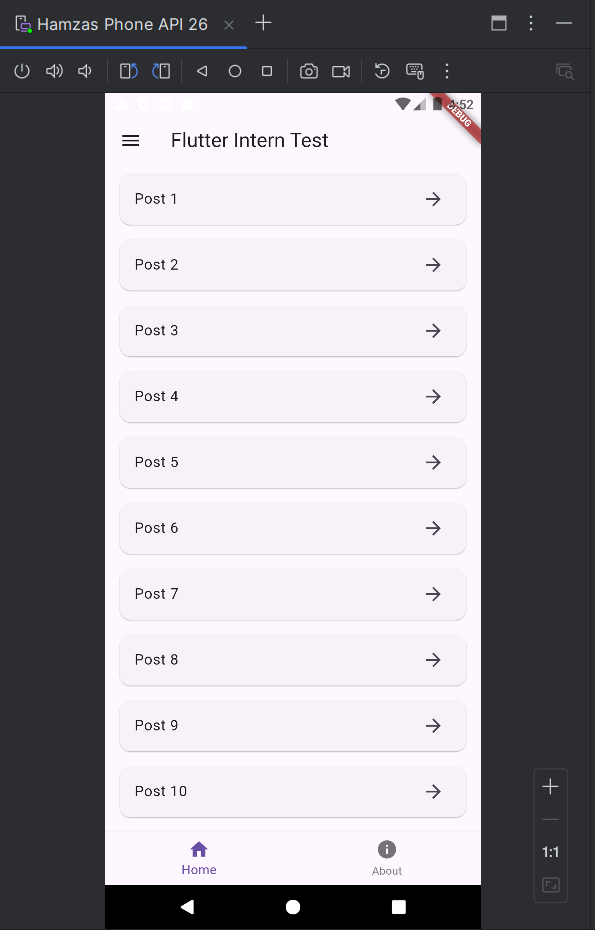 Hamzas Phone API 26
4:52
DEBUG
Flutter Intern Test
Post 1
Post 2
Post 3
Post 4
Post 5
Post 6
Post 7
Post 8
Post 9
Post 10
1:1
Home
About